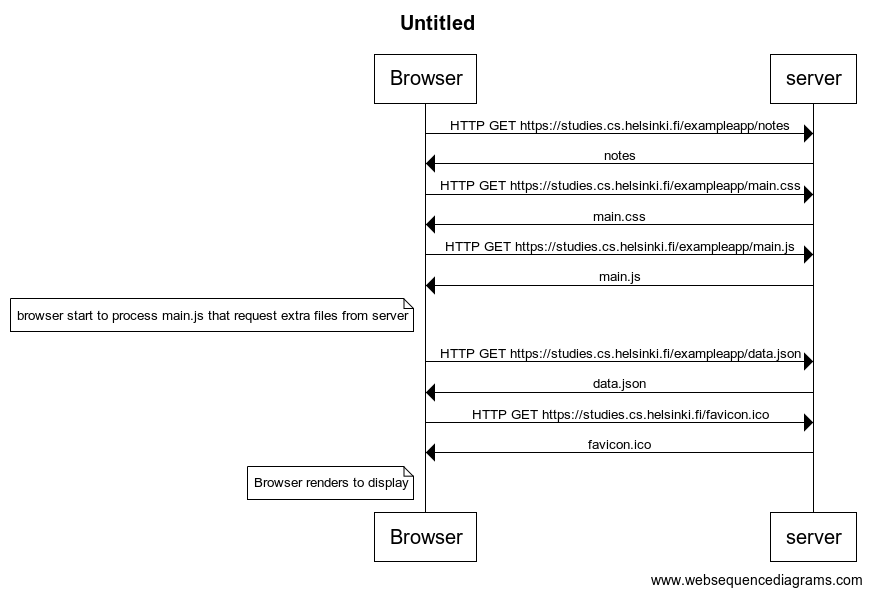 Untitled
Browser
server
HTTP GET https://studies.cs.helsinki.fi/exampleapp/notes
notes
HTTP GET https://studies.cs.helsinki.fi/exampleapp/main.css
main.css
HTTP GET https://studies.cs.helsinki.fi/exampleapp/main.js
main.js
browser start to process main.js that request extra files from server
HTTP GET https://studies.cs.helsinki.fi/exampleapp/data.json
data.json
HTTP GET https://studies.cs.helsinki.fi/favicon.ico
favicon.ico
Browser renders to display
Browser
server
www.websequencediagrams.com